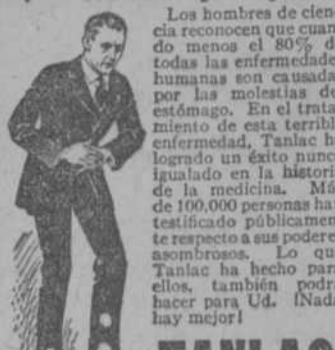 Los hombres de cien-
cia reconocen que cuan-
do menos el 80% d
todas las enfermedade
humanas son causada
por las molestias de
estómago. En el trata
miento de esta terribl
enfermedad, Tanlac h
logrado un éxito nunc
igualado en la histori
de la medicina. Má
de 100,000 personas ha
testificado públicamen
te respecto a sus podere
asombrosos. Lo qu
Tanlac ha hecho par
ellos, también podr
hacer para Ud. ¡Nad
hay mejor!
TANLAC